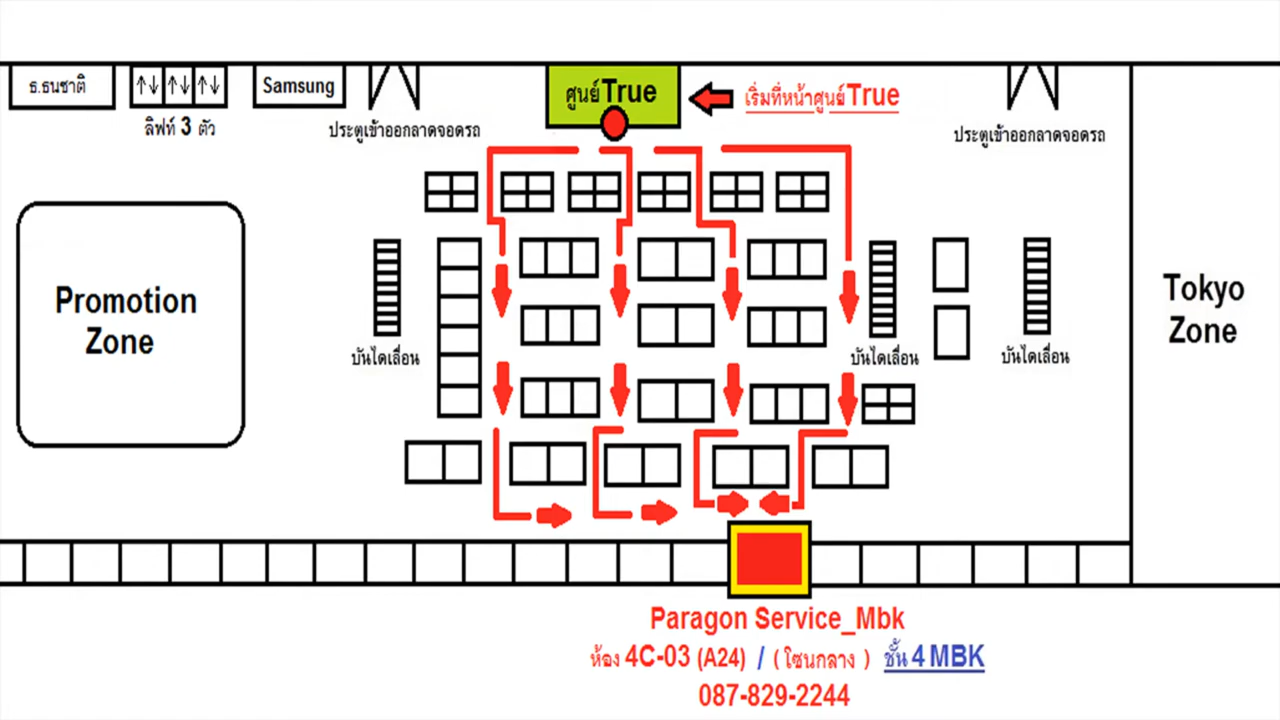 ธ.ธนชาติ
ลิฟท์ 3 ตัว
Samsung
ประตูเข้าออกลาดจอดรถ
ศูนย์True
เริ่มที่หน้าศูนย์True
ประตูเข้าออกลาดจอดรถ
Promotion
Zone
บันไดเลื่อน
บันไดเลื่อน
บันไดเลื่อน
Tokyo
Zone
Paragon Service_Mbk
ห้อง 4C-03 (A24) / ( โซนกลาง ) ชั้น 4 MBK
087-829-2244